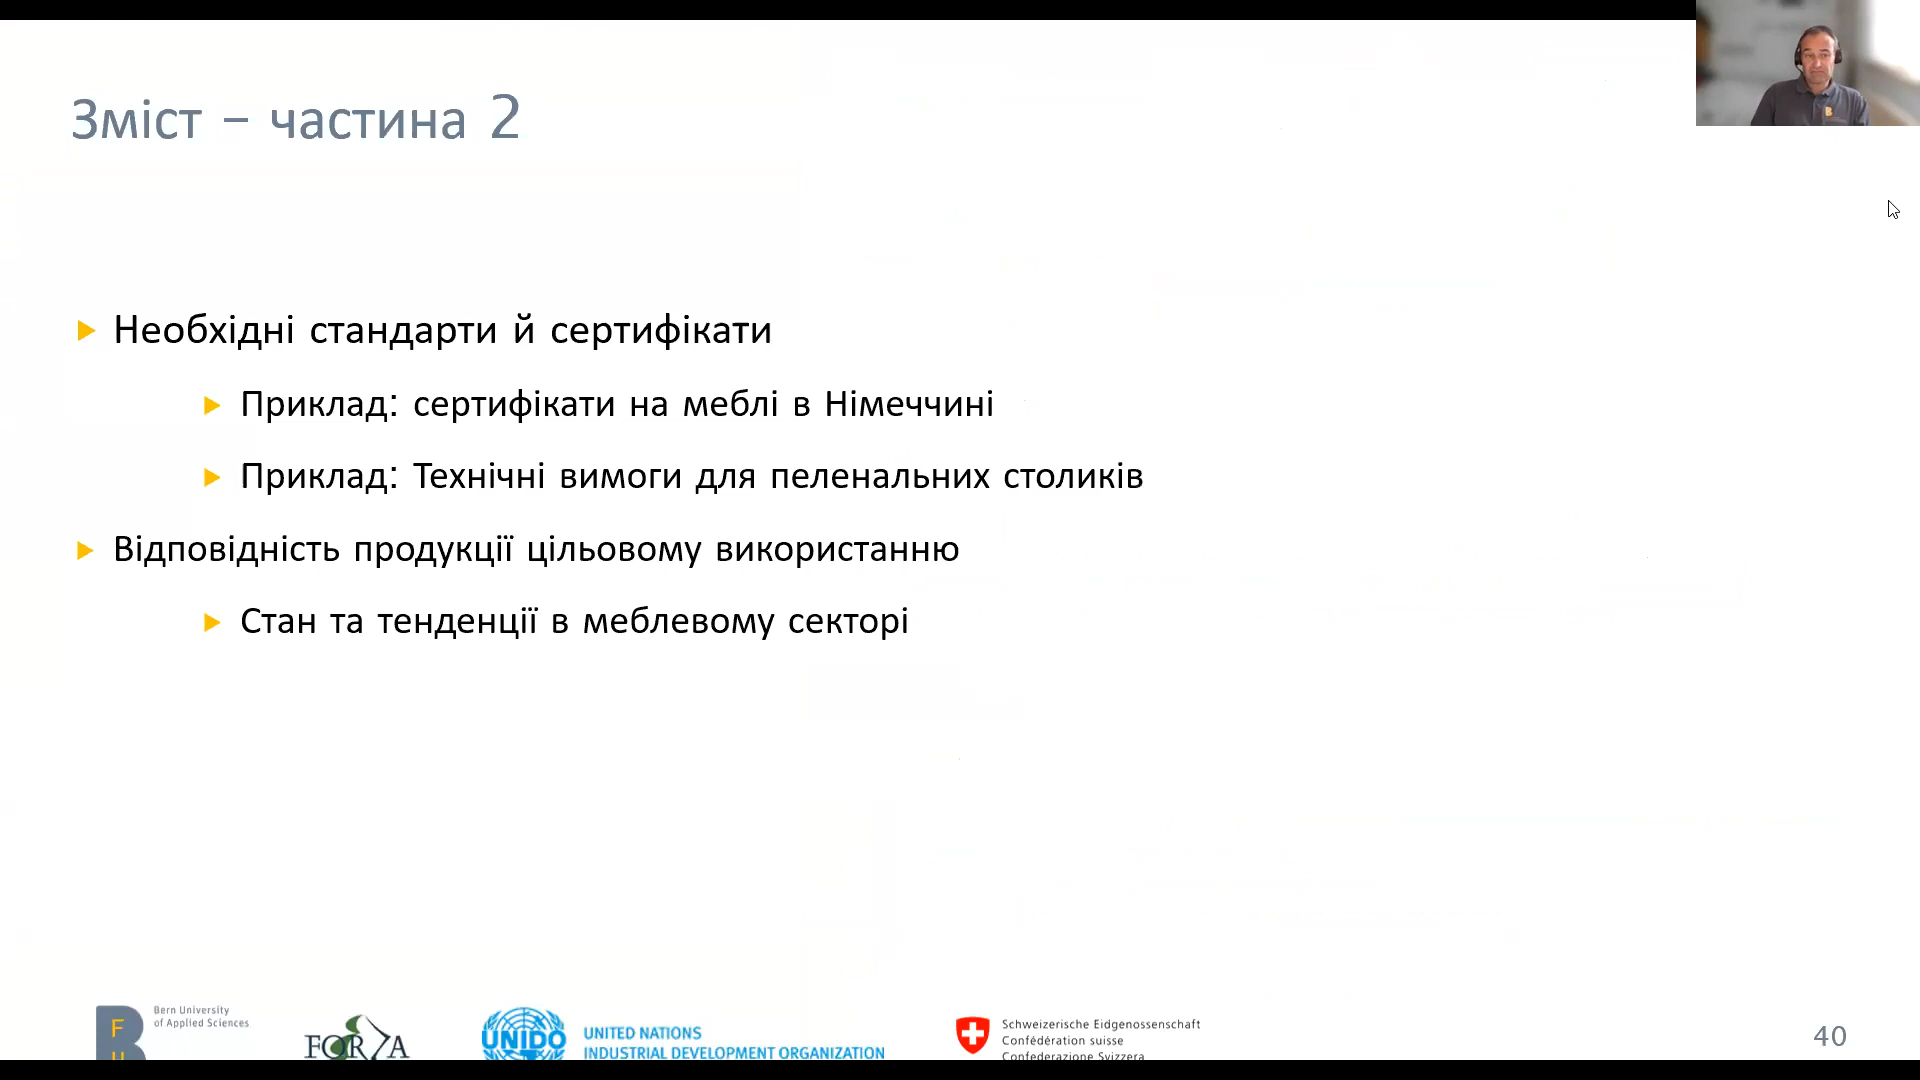 Зміст – частина 2
Необхідні стандарти й сертифікати
Приклад: сертифікати на меблі в Німеччині
Приклад: Технічні вимоги для пеленальних столиків
Відповідність продукції цільовому використанню
Стан та тенденції в меблевому секторі
Bern University
of Applied Sciences
F
H
FORZA
UNIDO
UNITED NATIONS
INDUSTRIAL DEVELOPMENT ORGANIZATION
Schweizerische Eidgenossenschaft
Confédération suisse
Confederazione Svizzera
40